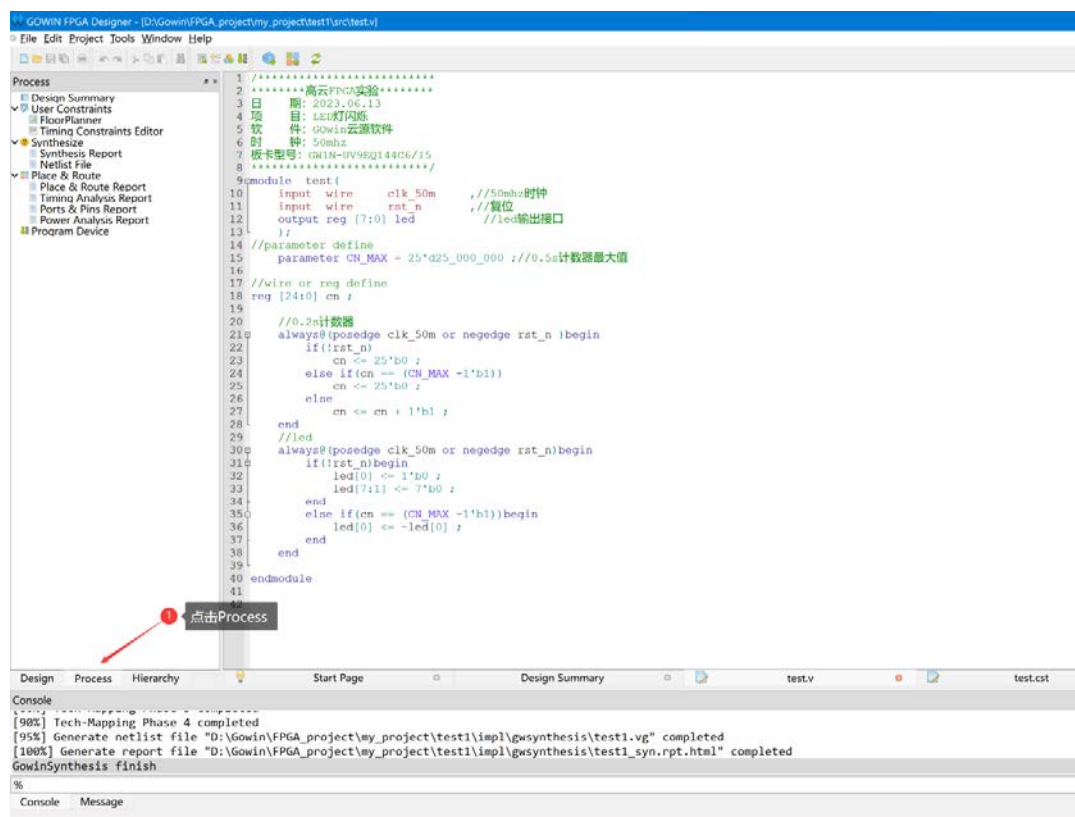 GOWIN FPGA Designer - [D:\Gowin\FPGA_project\my_project\test1\src\test.v]
File Edit Project Tools Window Help
Process
Design Summary
User Constraints
FloorPlanner
Timing Constraints Editor
Synthesize
Synthesis Report
Netlist File
Place & Route
Place & Route Report
Timing Analysis Report
Ports & Pins Report
Power Analysis Report
Program Device
1 /**************************
2 ********高云FPGA实验********
3 日 期: 2023.06.13
4 项 目: LED灯闪烁
5 软 件: GOwin云源软件
6 时 钟: 50mhz
7 板卡型号: GW1N-UV9EQ144C6/I5
8 **************************/
9 module test(
10 input wire clk_50m ,//50mhz时钟
11 input wire rst_n ,//复位
12 output reg [7:0] led //led输出接口
13 );
14 //parameter define
15 parameter CN_MAX = 25'd25_000_000 ;//0.5s计数器最大值
16
17 //wire or reg define
18 reg [24:0] cn ;
19
20 //0.2s计数器
21 always@(posedge clk_50m or negedge rst_n )begin
22 if(!rst_n)
23 cn <= 25'b0 ;
24 else if(cn == (CN_MAX -1'b1))
25 cn <= 25'b0 ;
26 else
27 cn <= cn + 1'b1 ;
28 end
29 //led
30 always@(posedge clk_50m or negedge rst_n)begin
31 if(!rst_n)begin
32 led[0] <= 1'b0 ;
33 led[7:1] <= 7'b0 ;
34 end
35 else if(cn == (CN_MAX -1'b1))begin
36 led[0] <= ~led[0] ;
37 end
38 end
39
40 endmodule
41
42
1 点击Process
Design Process Hierarchy Start Page Design Summary test.v test.cst
Console
[90%] Tech-Mapping Phase 4 completed
[95%] Generate netlist file "D:\Gowin\FPGA_project\my_project\test1\impl\gwsynthesis\test1.vg" completed
[100%] Generate report file "D:\Gowin\FPGA_project\my_project\test1\impl\gwsynthesis\test1_syn.rpt.html" completed
GowinSynthesis finish
%
Console Message